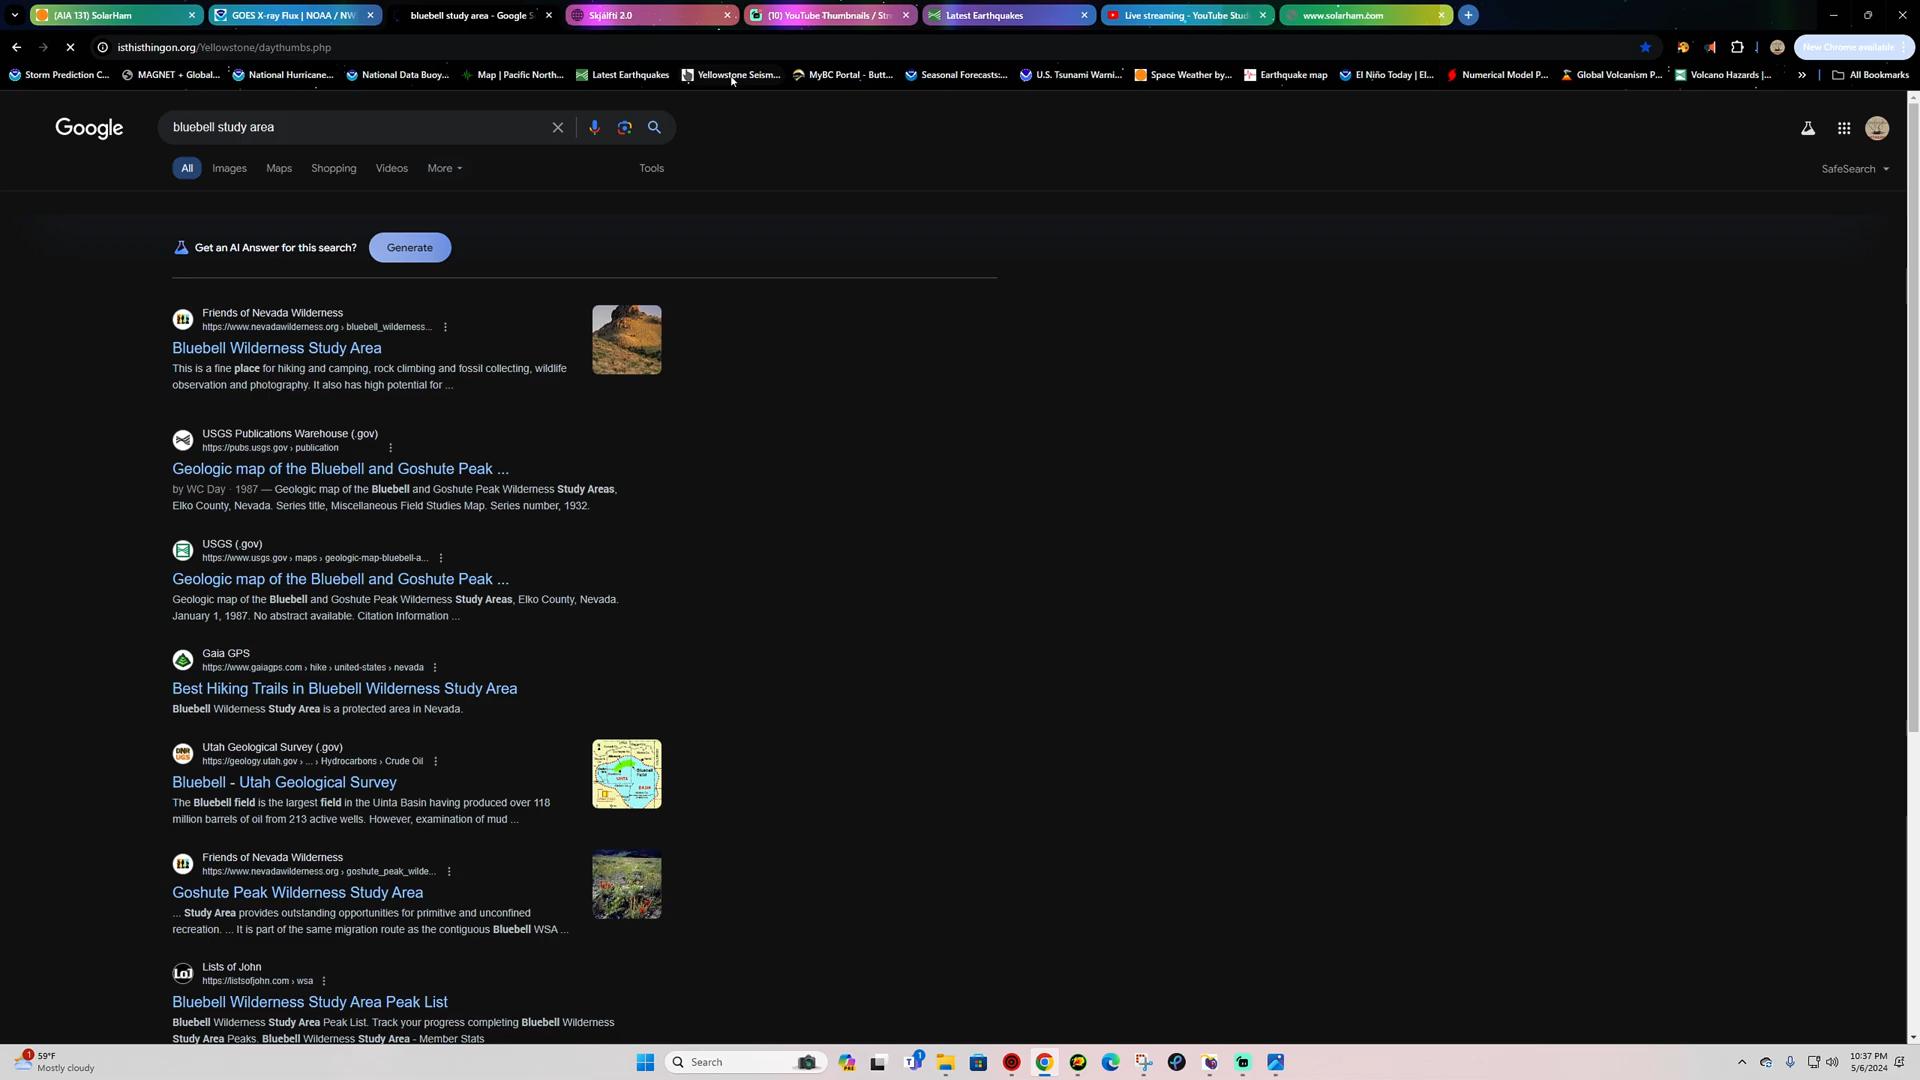 (AIA 131) SolarHam
GOES X-ray Flux | NOAA / NW
bluebell study area - Google S
Skjálfti 2.0
(10) YouTube Thumbnails / Str
Latest Earthquakes
Live streaming - YouTube Stud
www.solarham.com
isthisthingon.org/Yellowstone/daythumbs.php
New Chrome available
Storm Prediction C...
MAGNET + Global...
National Hurricane...
National Data Buoy...
Map | Pacific North...
Latest Earthquakes
Yellowstone Seism...
MyBC Portal - Butt...
Seasonal Forecasts:...
U.S. Tsunami Warni...
Space Weather by...
Earthquake map
El Niño Today | El...
Numerical Model P...
Global Volcanism P...
Volcano Hazards |...
All Bookmarks
Google
bluebell study area
All
Images
Maps
Shopping
Videos
More
Tools
SafeSearch
Get an AI Answer for this search?
Generate
Friends of Nevada Wilderness
https://www.nevadawilderness.org › bluebell_wilderness...
Bluebell Wilderness Study Area
This is a fine place for hiking and camping, rock climbing and fossil collecting, wildlife
observation and photography. It also has high potential for ...
USGS Publications Warehouse (.gov)
https://pubs.usgs.gov › publication
Geologic map of the Bluebell and Goshute Peak ...
by WC Day · 1987 — Geologic map of the Bluebell and Goshute Peak Wilderness Study Areas,
Elko County, Nevada. Series title, Miscellaneous Field Studies Map. Series number, 1932.
USGS (.gov)
https://www.usgs.gov › maps › geologic-map-bluebell-a...
Geologic map of the Bluebell and Goshute Peak ...
Geologic map of the Bluebell and Goshute Peak Wilderness Study Areas, Elko County, Nevada.
January 1, 1987. No abstract available. Citation Information ...
Gaia GPS
https://www.gaiagps.com › hike › united-states › nevada
Best Hiking Trails in Bluebell Wilderness Study Area
Bluebell Wilderness Study Area is a protected area in Nevada.
DNR
UGS
Utah Geological Survey (.gov)
https://geology.utah.gov › ... › Hydrocarbons › Crude Oil
Bluebell - Utah Geological Survey
The Bluebell field is the largest field in the Uinta Basin having produced over 118
million barrels of oil from 213 active wells. However, examination of mud ...
Friends of Nevada Wilderness
https://www.nevadawilderness.org › goshute_peak_wilde...
Goshute Peak Wilderness Study Area
... Study Area provides outstanding opportunities for primitive and unconfined
recreation. ... It is part of the same migration route as the contiguous Bluebell WSA ...
LoJ
Lists of John
https://listsofjohn.com › wsa
Bluebell Wilderness Study Area Peak List
Bluebell Wilderness Study Area Peak List. Track your progress completing Bluebell Wilderness
Study Area Peaks. Bluebell Wilderness Study Area - Member Stats
1
59°F
Mostly cloudy
Search
PRE
1
10:37 PM
5/6/2024